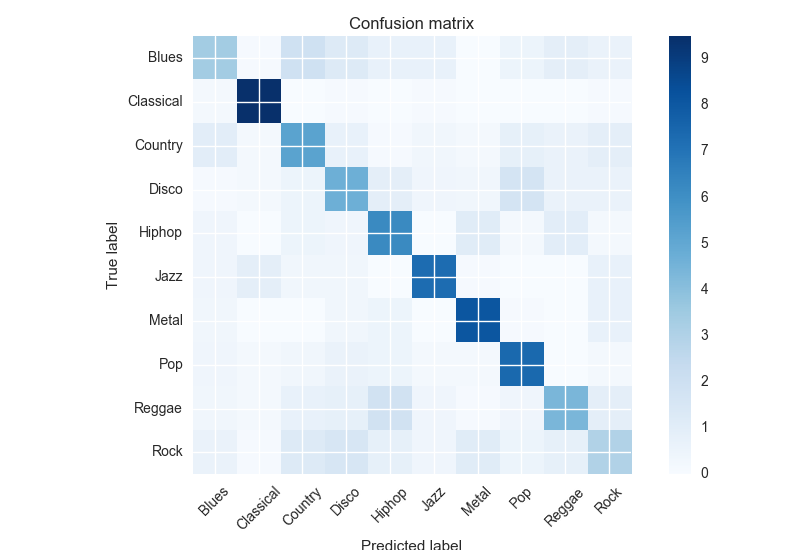 Confusion matrix
True label
Blues
Classical
Country
Disco
Hiphop
Jazz
Metal
Pop
Reggae
Rock
Blues
Classical
Country
Disco
Hiphop
Jazz
Metal
Pop
Reggae
Rock
Predicted label
9
8
7
6
5
4
3
2
1
0